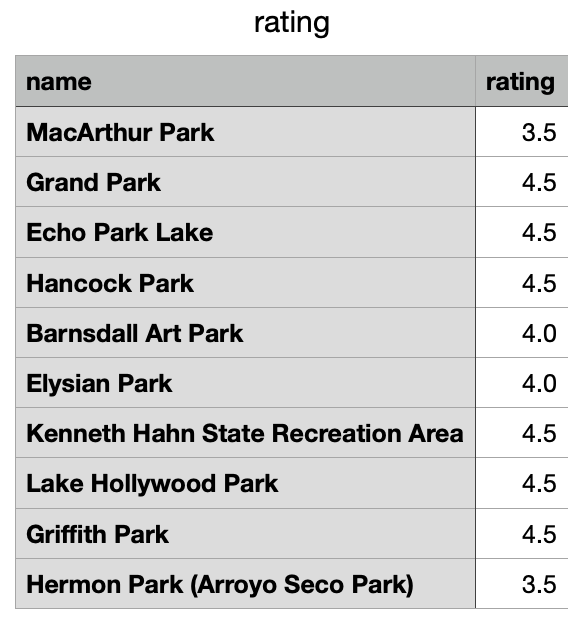 rating
name rating
MacArthur Park 3.5
Grand Park 4.5
Echo Park Lake 4.5
Hancock Park 4.5
Barnsdall Art Park 4.0
Elysian Park 4.0
Kenneth Hahn State Recreation Area 4.5
Lake Hollywood Park 4.5
Griffith Park 4.5
Hermon Park (Arroyo Seco Park) 3.5